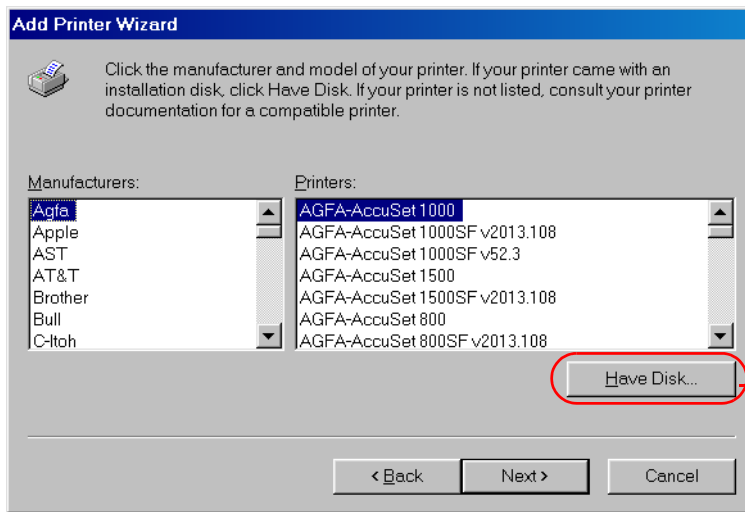 Add Printer Wizard
Click the manufacturer and model of your printer. If your printer came with an
installation disk, click Have Disk. If your printer is not listed, consult your printer
documentation for a compatible printer.
Manufacturers:
Printers:
Agfa
Apple
AST
AT&T
Brother
Bull
C-Itoh
AGFA-AccuSet 1000
AGFA-AccuSet 1000SF v2013.108
AGFA-AccuSet 1000SF v52.3
AGFA-AccuSet 1500
AGFA-AccuSet 1500SF v2013.108
AGFA-AccuSet 800
AGFA-AccuSet 800SF v2013.108
Have Disk...
< Back
Next >
Cancel